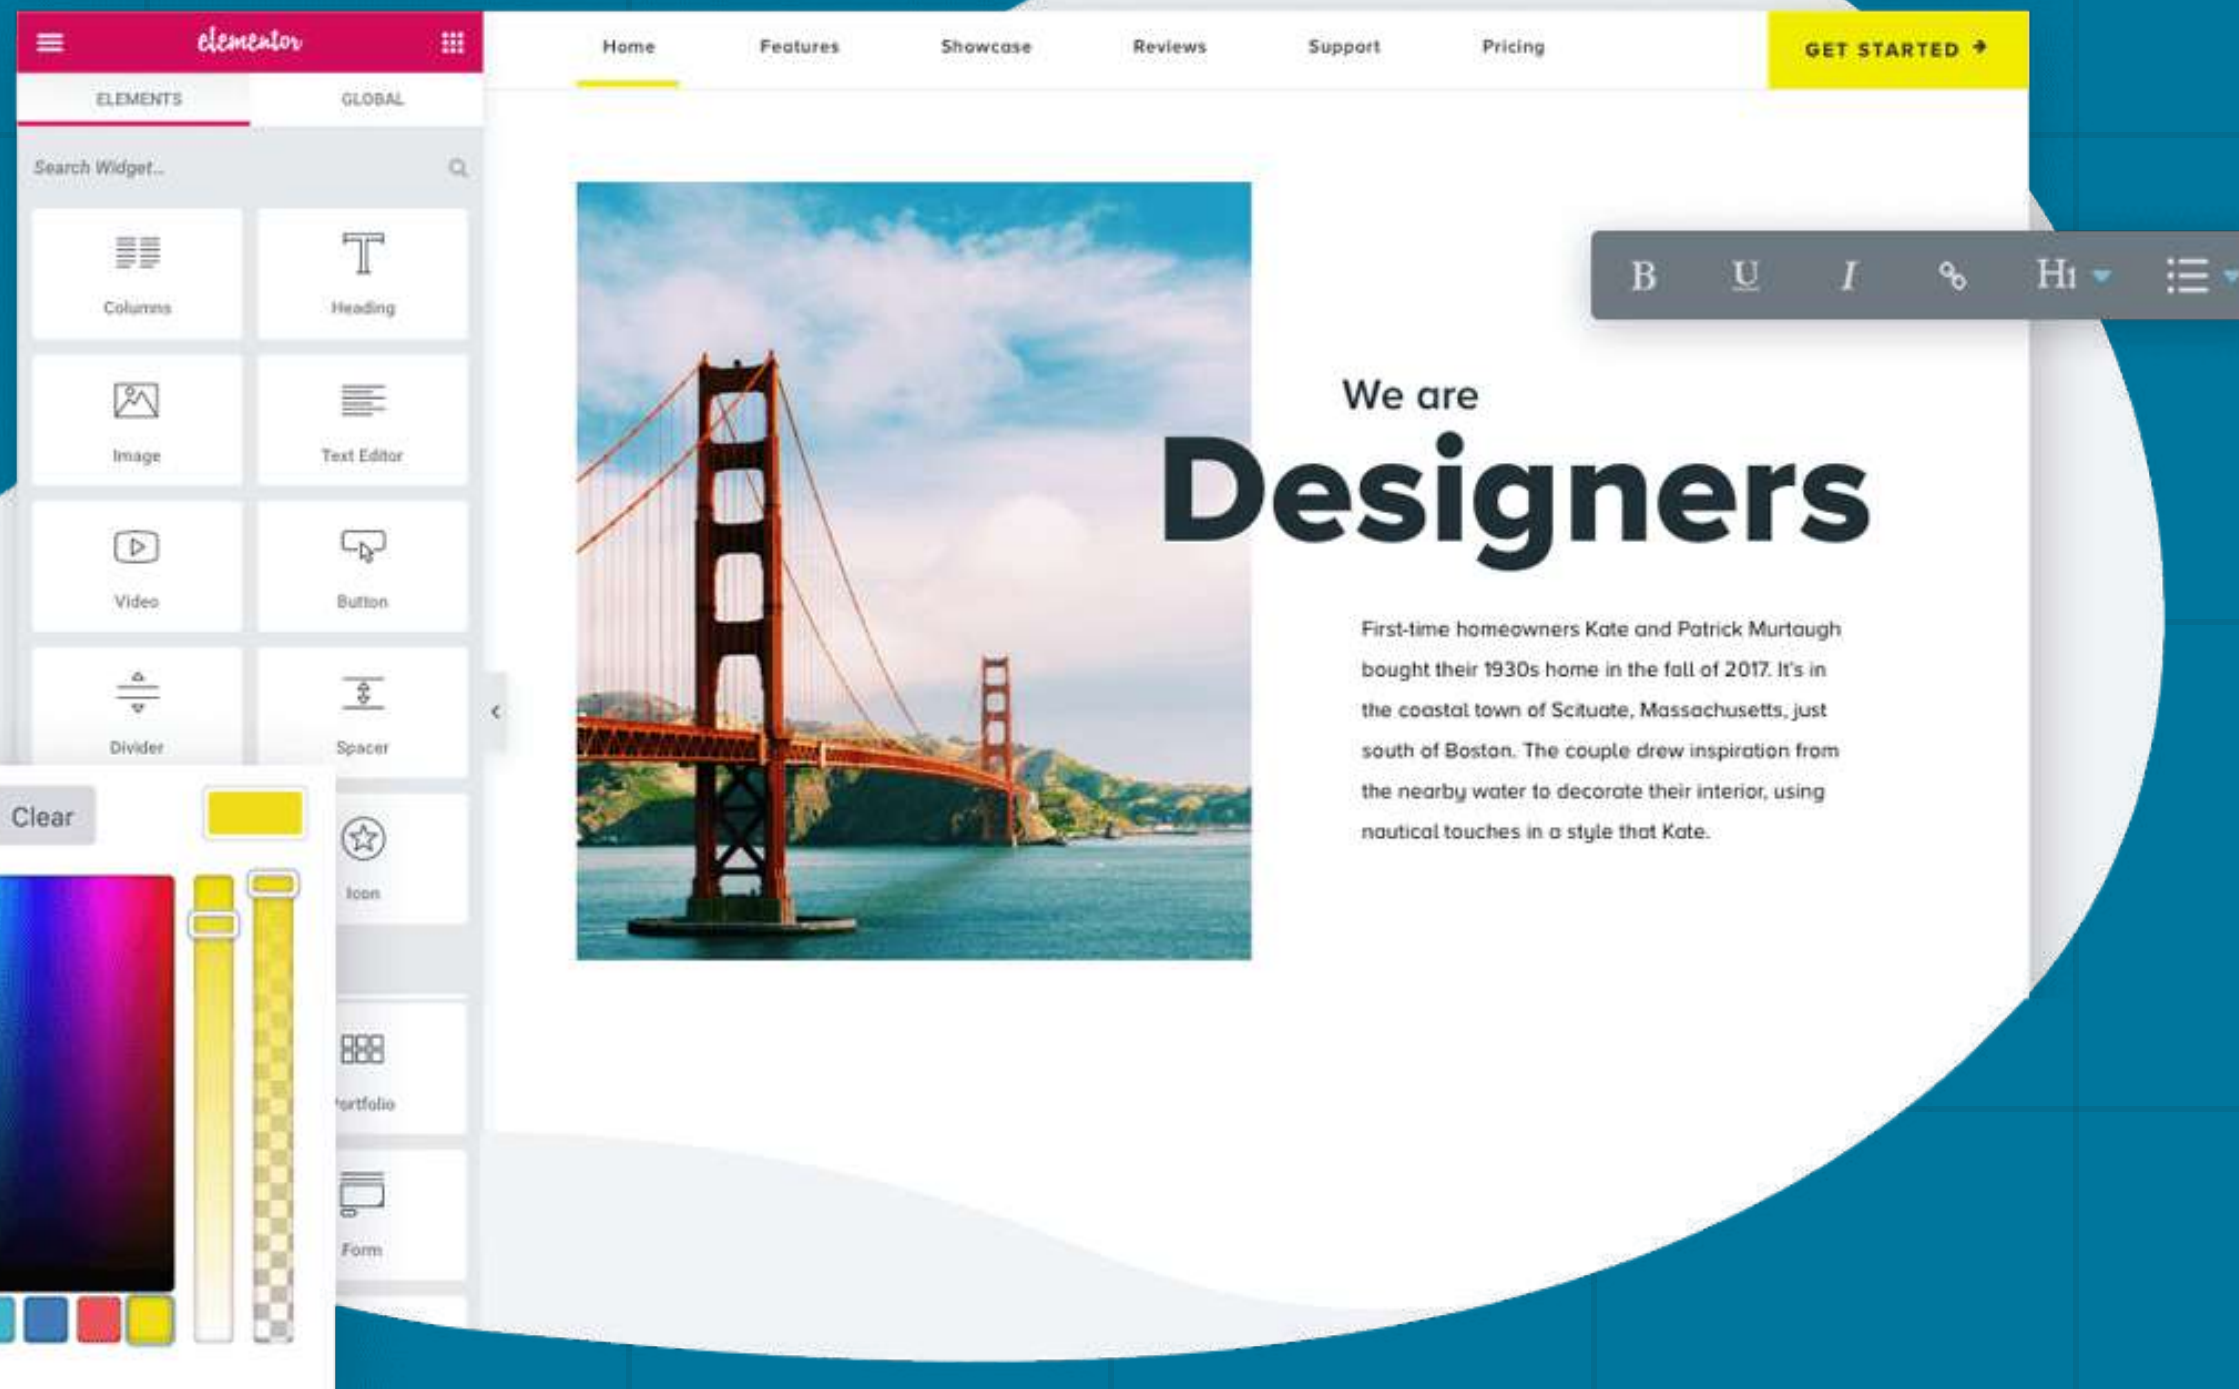 elementor
ELEMENTS GLOBAL
Search Widget...
Columns Heading
Image Text Editor
Video Button
Divider Spacer
Clear
Icon
Portfolio
Form
Home Features Showcase Reviews Support Pricing GET STARTED →
B U I H1
We are
Designers
First-time homeowners Kate and Patrick Murtaugh
bought their 1930s home in the fall of 2017. It's in
the coastal town of Scituate, Massachusetts, just
south of Boston. The couple drew inspiration from
the nearby water to decorate their interior, using
nautical touches in a style that Kate.